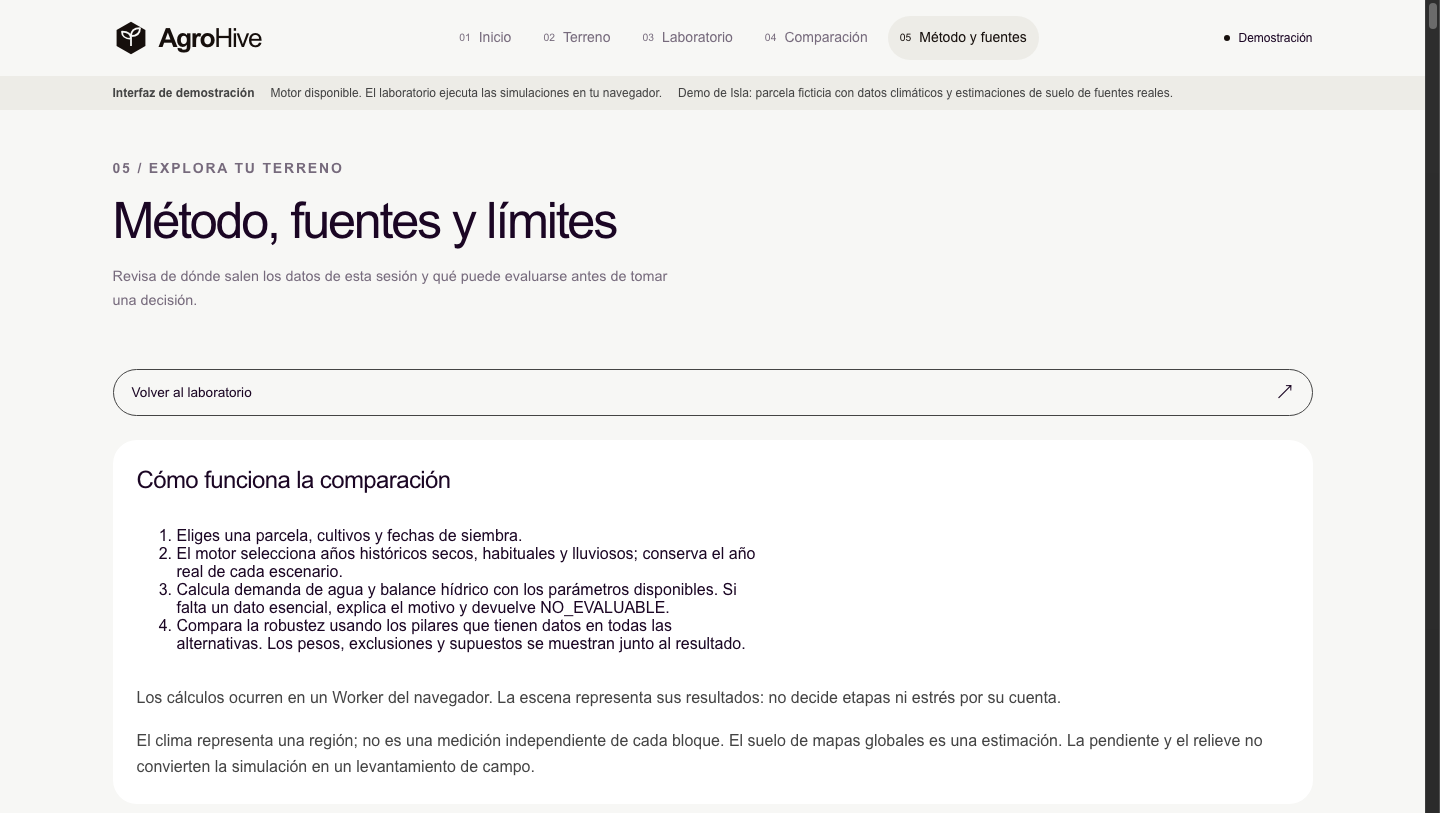 AgroHive
01 Inicio
02 Terreno
03 Laboratorio
04 Comparación
05 Método y fuentes
Demostración
Interfaz de demostración Motor disponible. El laboratorio ejecuta las simulaciones en tu navegador. Demo de Isla: parcela ficticia con datos climáticos y estimaciones de suelo de fuentes reales.
05 / EXPLORA TU TERRENO
Método, fuentes y límites
Revisa de dónde salen los datos de esta sesión y qué puede evaluarse antes de tomar
una decisión.
Volver al laboratorio
Cómo funciona la comparación
1. Eliges una parcela, cultivos y fechas de siembra.
2. El motor selecciona años históricos secos, habituales y lluviosos; conserva el año
real de cada escenario.
3. Calcula demanda de agua y balance hídrico con los parámetros disponibles. Si
falta un dato esencial, explica el motivo y devuelve NO_EVALUABLE.
4. Compara la robustez usando los pilares que tienen datos en todas las
alternativas. Los pesos, exclusiones y supuestos se muestran junto al resultado.
Los cálculos ocurren en un Worker del navegador. La escena representa sus resultados: no decide etapas ni estrés por su cuenta.
El clima representa una región; no es una medición independiente de cada bloque. El suelo de mapas globales es una estimación. La pendiente y el relieve no
convierten la simulación en un levantamiento de campo.